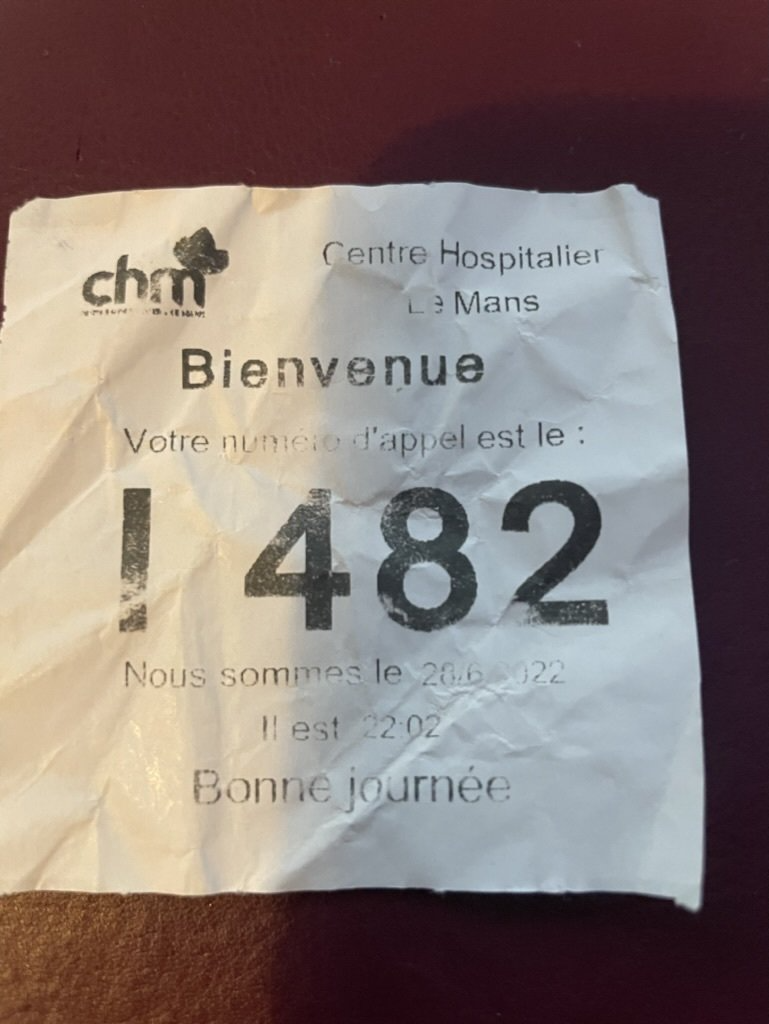 chm
Centre Hospitalier
Le Mans
Bienvenue
Votre numéro d'appel est le :
I 482
Nous sommes le 28/6/2022
Il est 22:02
Bonne journée